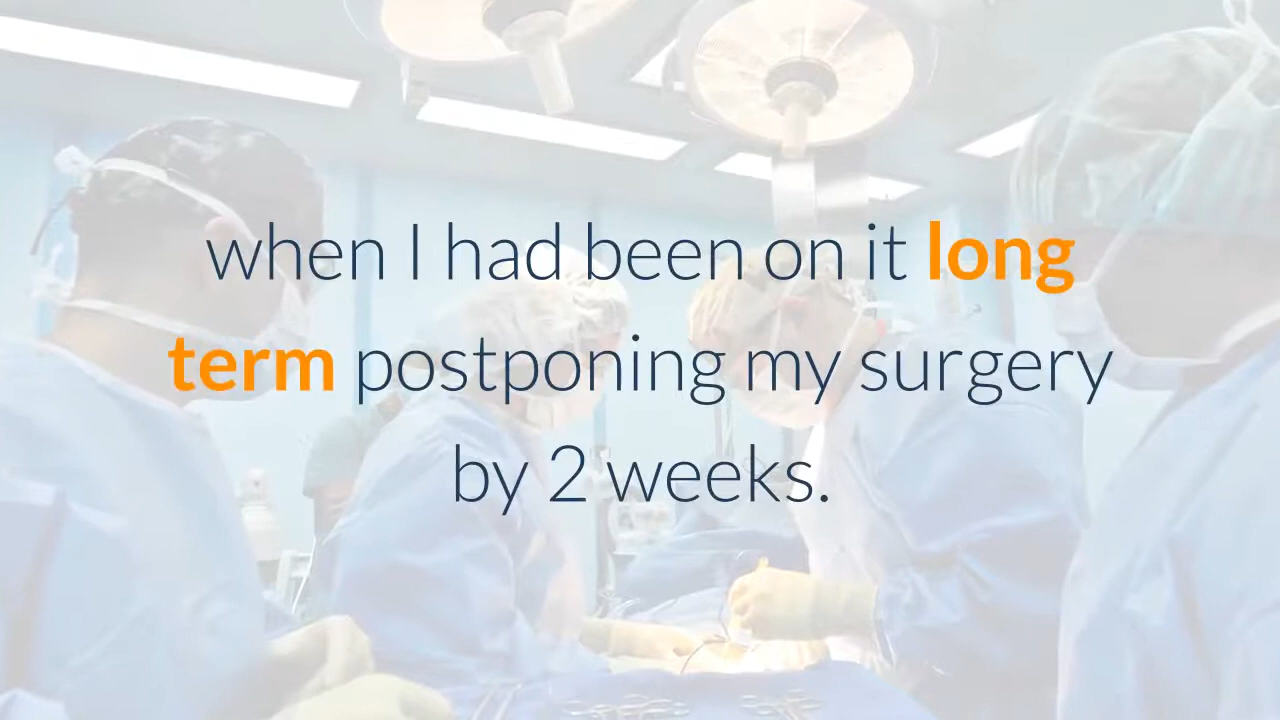 when I had been on it long
term postponing my surgery
by 2 weeks.